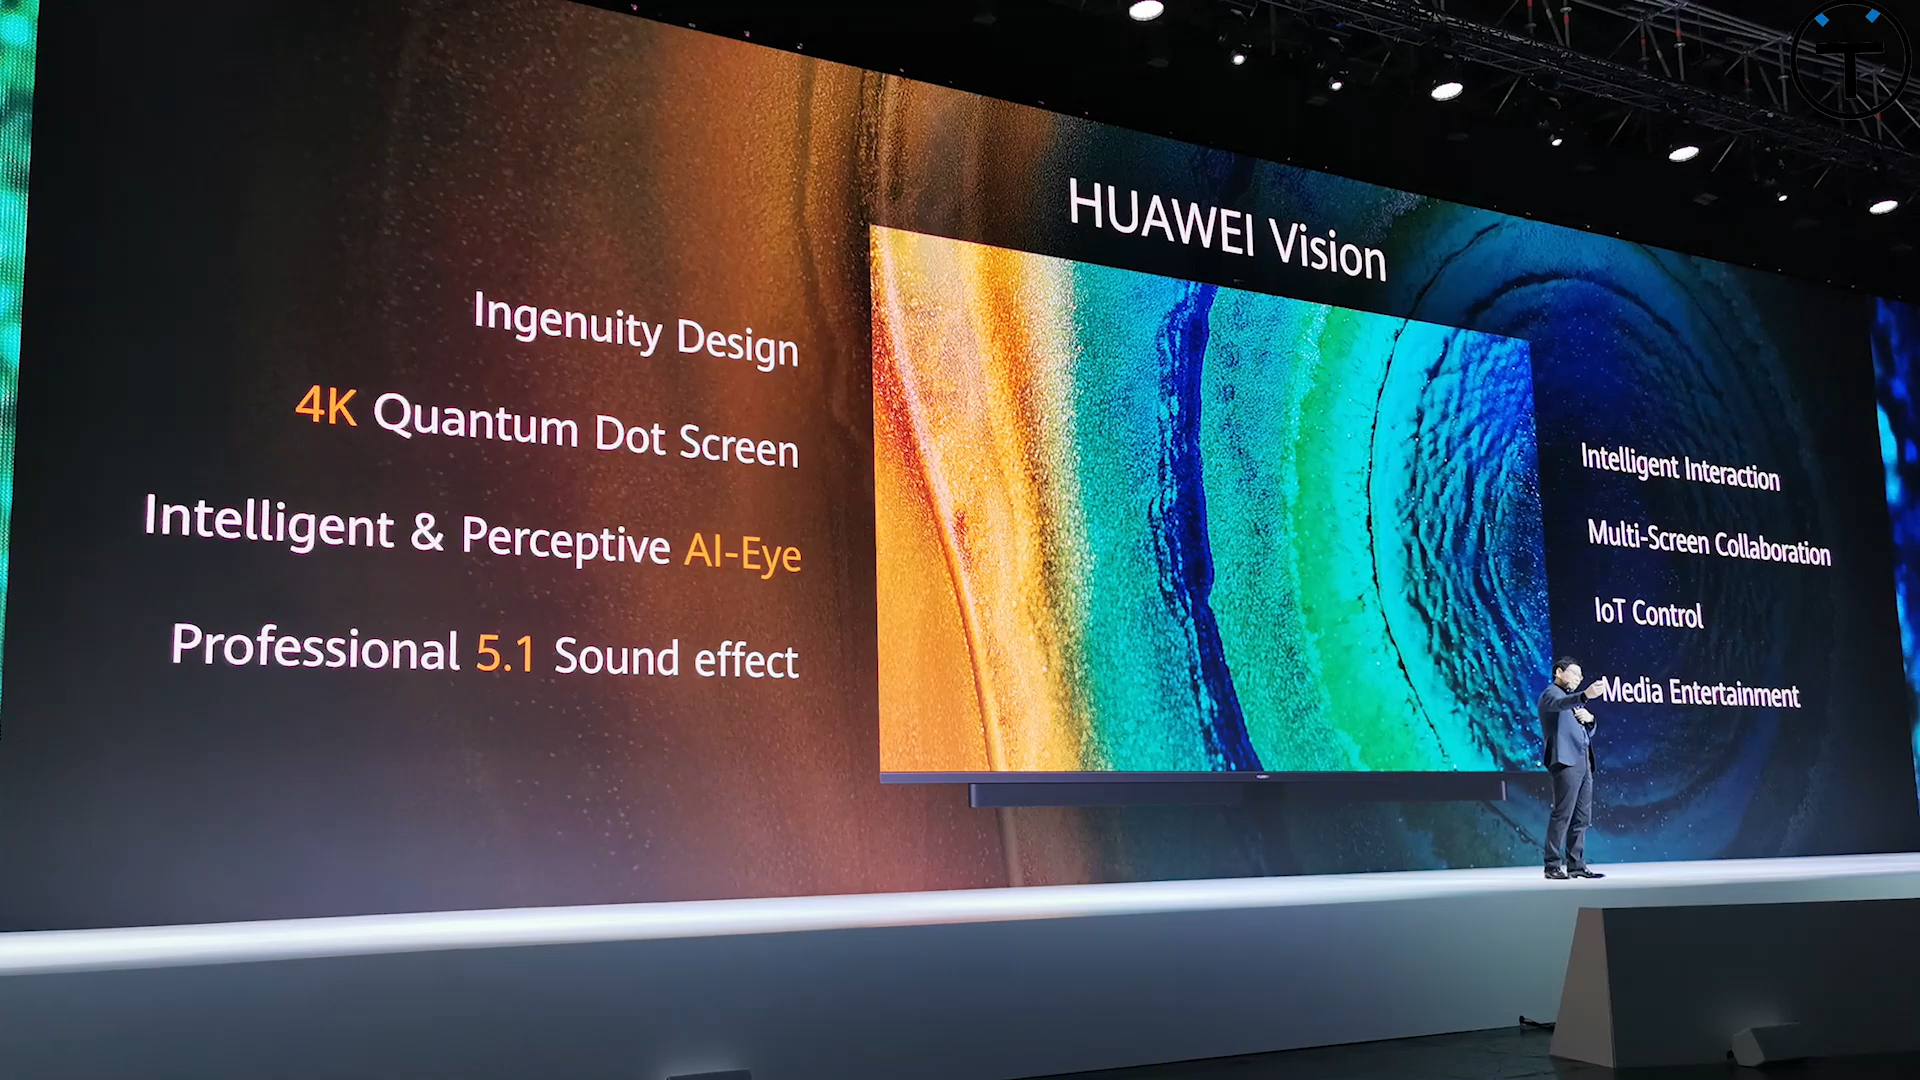 HUAWEI Vision
Ingenuity Design
4K Quantum Dot Screen
Intelligent & Perceptive AI-Eye
Professional 5.1 Sound effect
Intelligent Interaction
Multi-Screen Collaboration
IoT Control
Media Entertainment
T